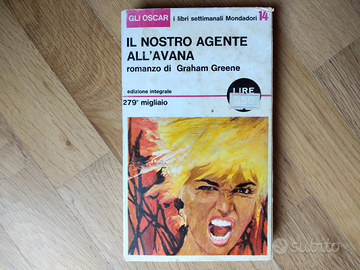 GLI OSCAR i libri settimanali Mondadori 14
IL NOSTRO AGENTE
ALL'AVANA
romanzo di Graham Greene
edizione integrale
279° migliaio
LIRE
subito